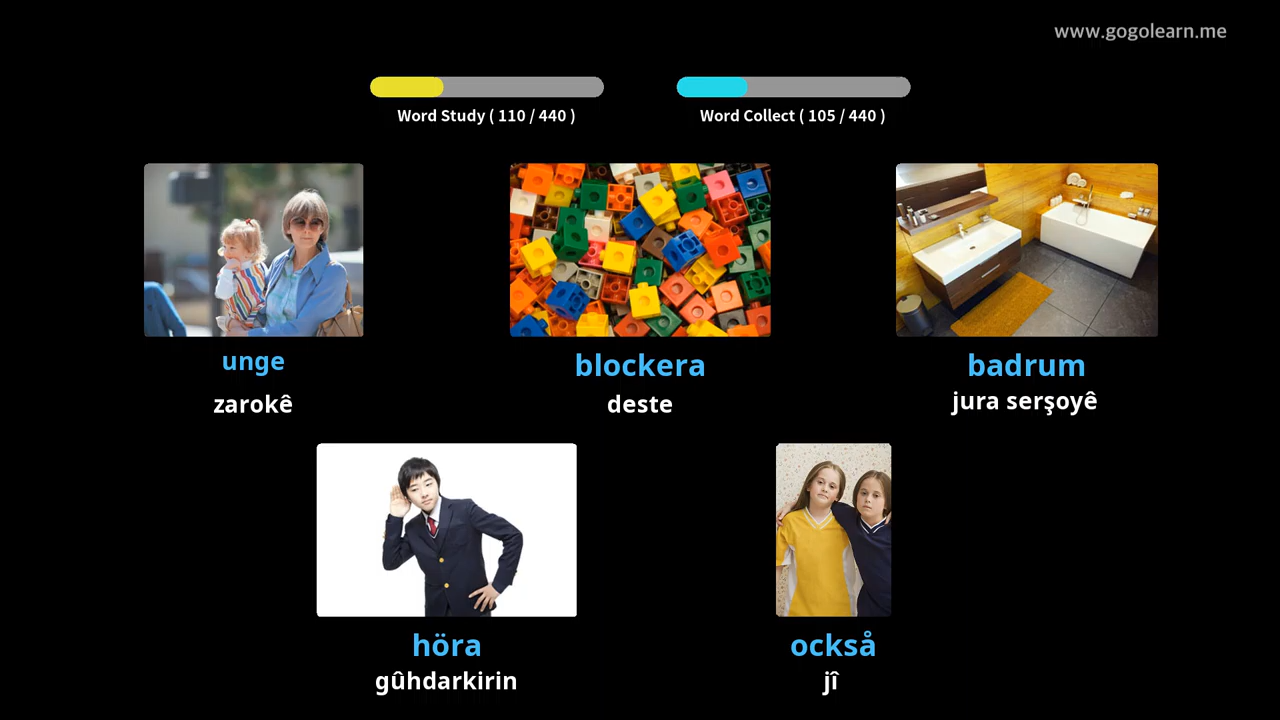 www.gogolearn.me
Word Study ( 110 / 440 )
Word Collect ( 105 / 440 )
unge
zarokê
blockera
deste
badrum
jura serşoyê
höra
gûhdarkirin
också
jî